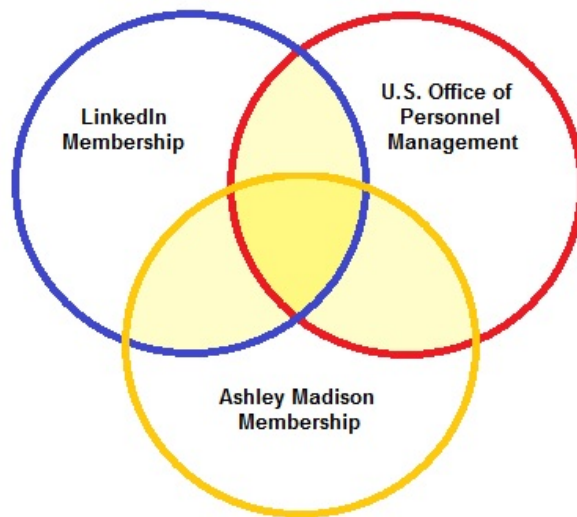 LinkedIn
Membership
U.S. Office of
Personnel
Management
Ashley Madison
Membership